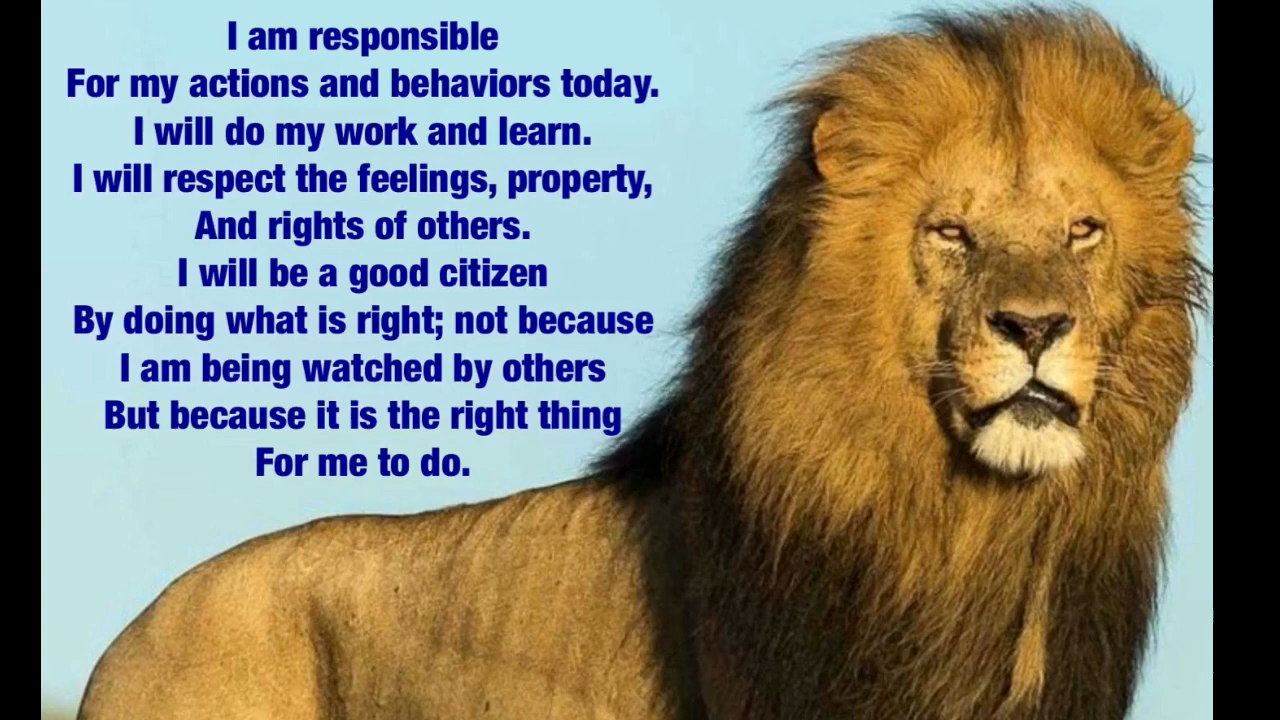 I am responsible
For my actions and behaviors today.
I will do my work and learn.
I will respect the feelings, property,
And rights of others.
I will be a good citizen
By doing what is right; not because
I am being watched by others
But because it is the right thing
For me to do.